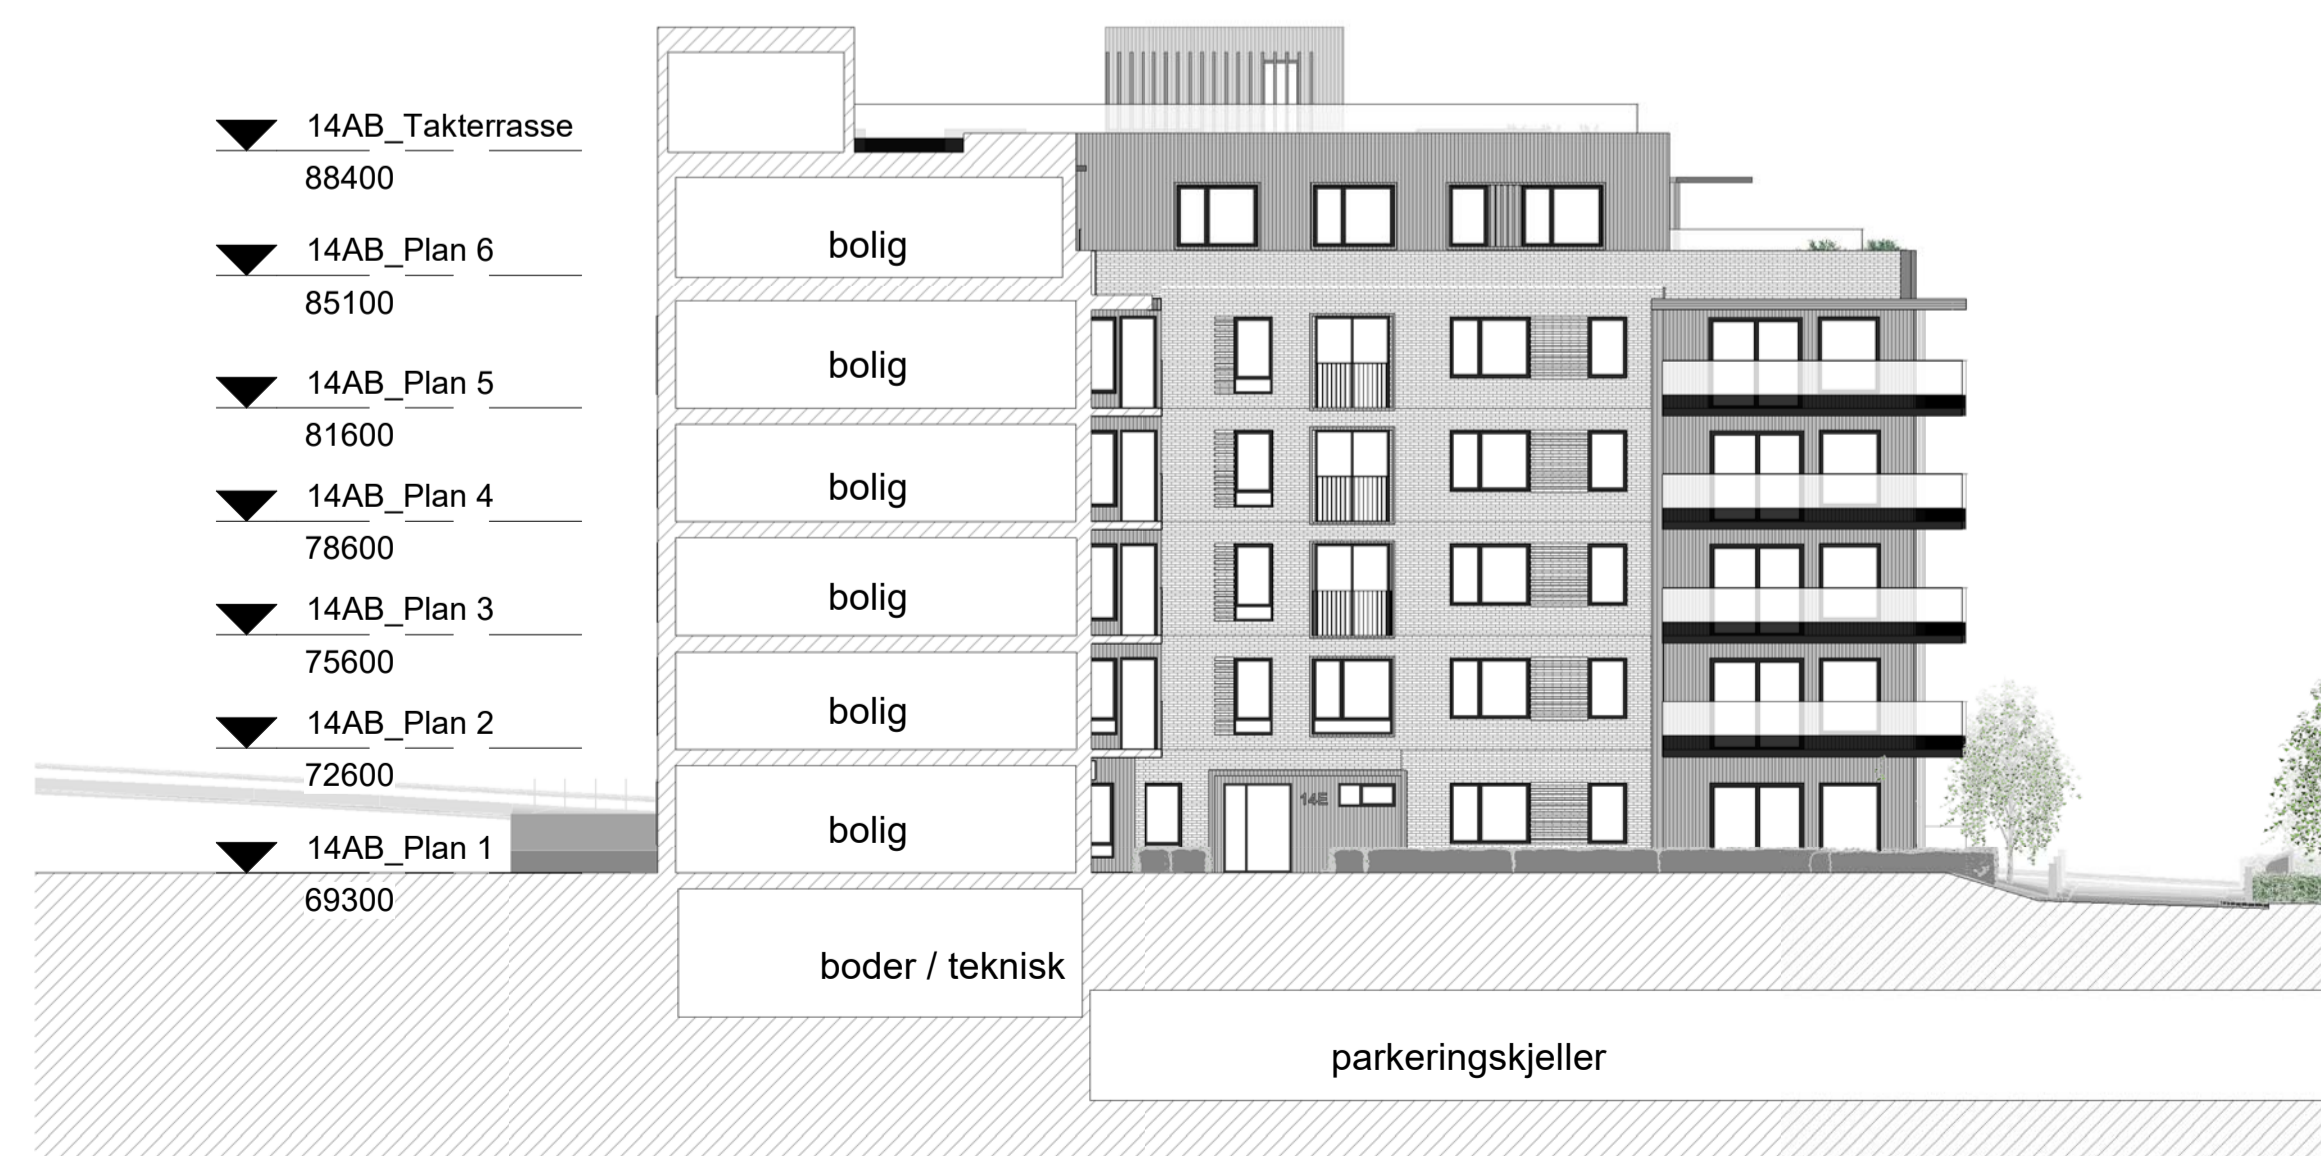 14AB_Takterrasse
88400
14AB_Plan 6
85100
14AB_Plan 5
81600
14AB_Plan 4
78600
14AB_Plan 3
75600
14AB_Plan 2
72600
14AB_Plan 1
69300
bolig
bolig
bolig
bolig
bolig
bolig
14E
boder / teknisk
parkeringskjeller